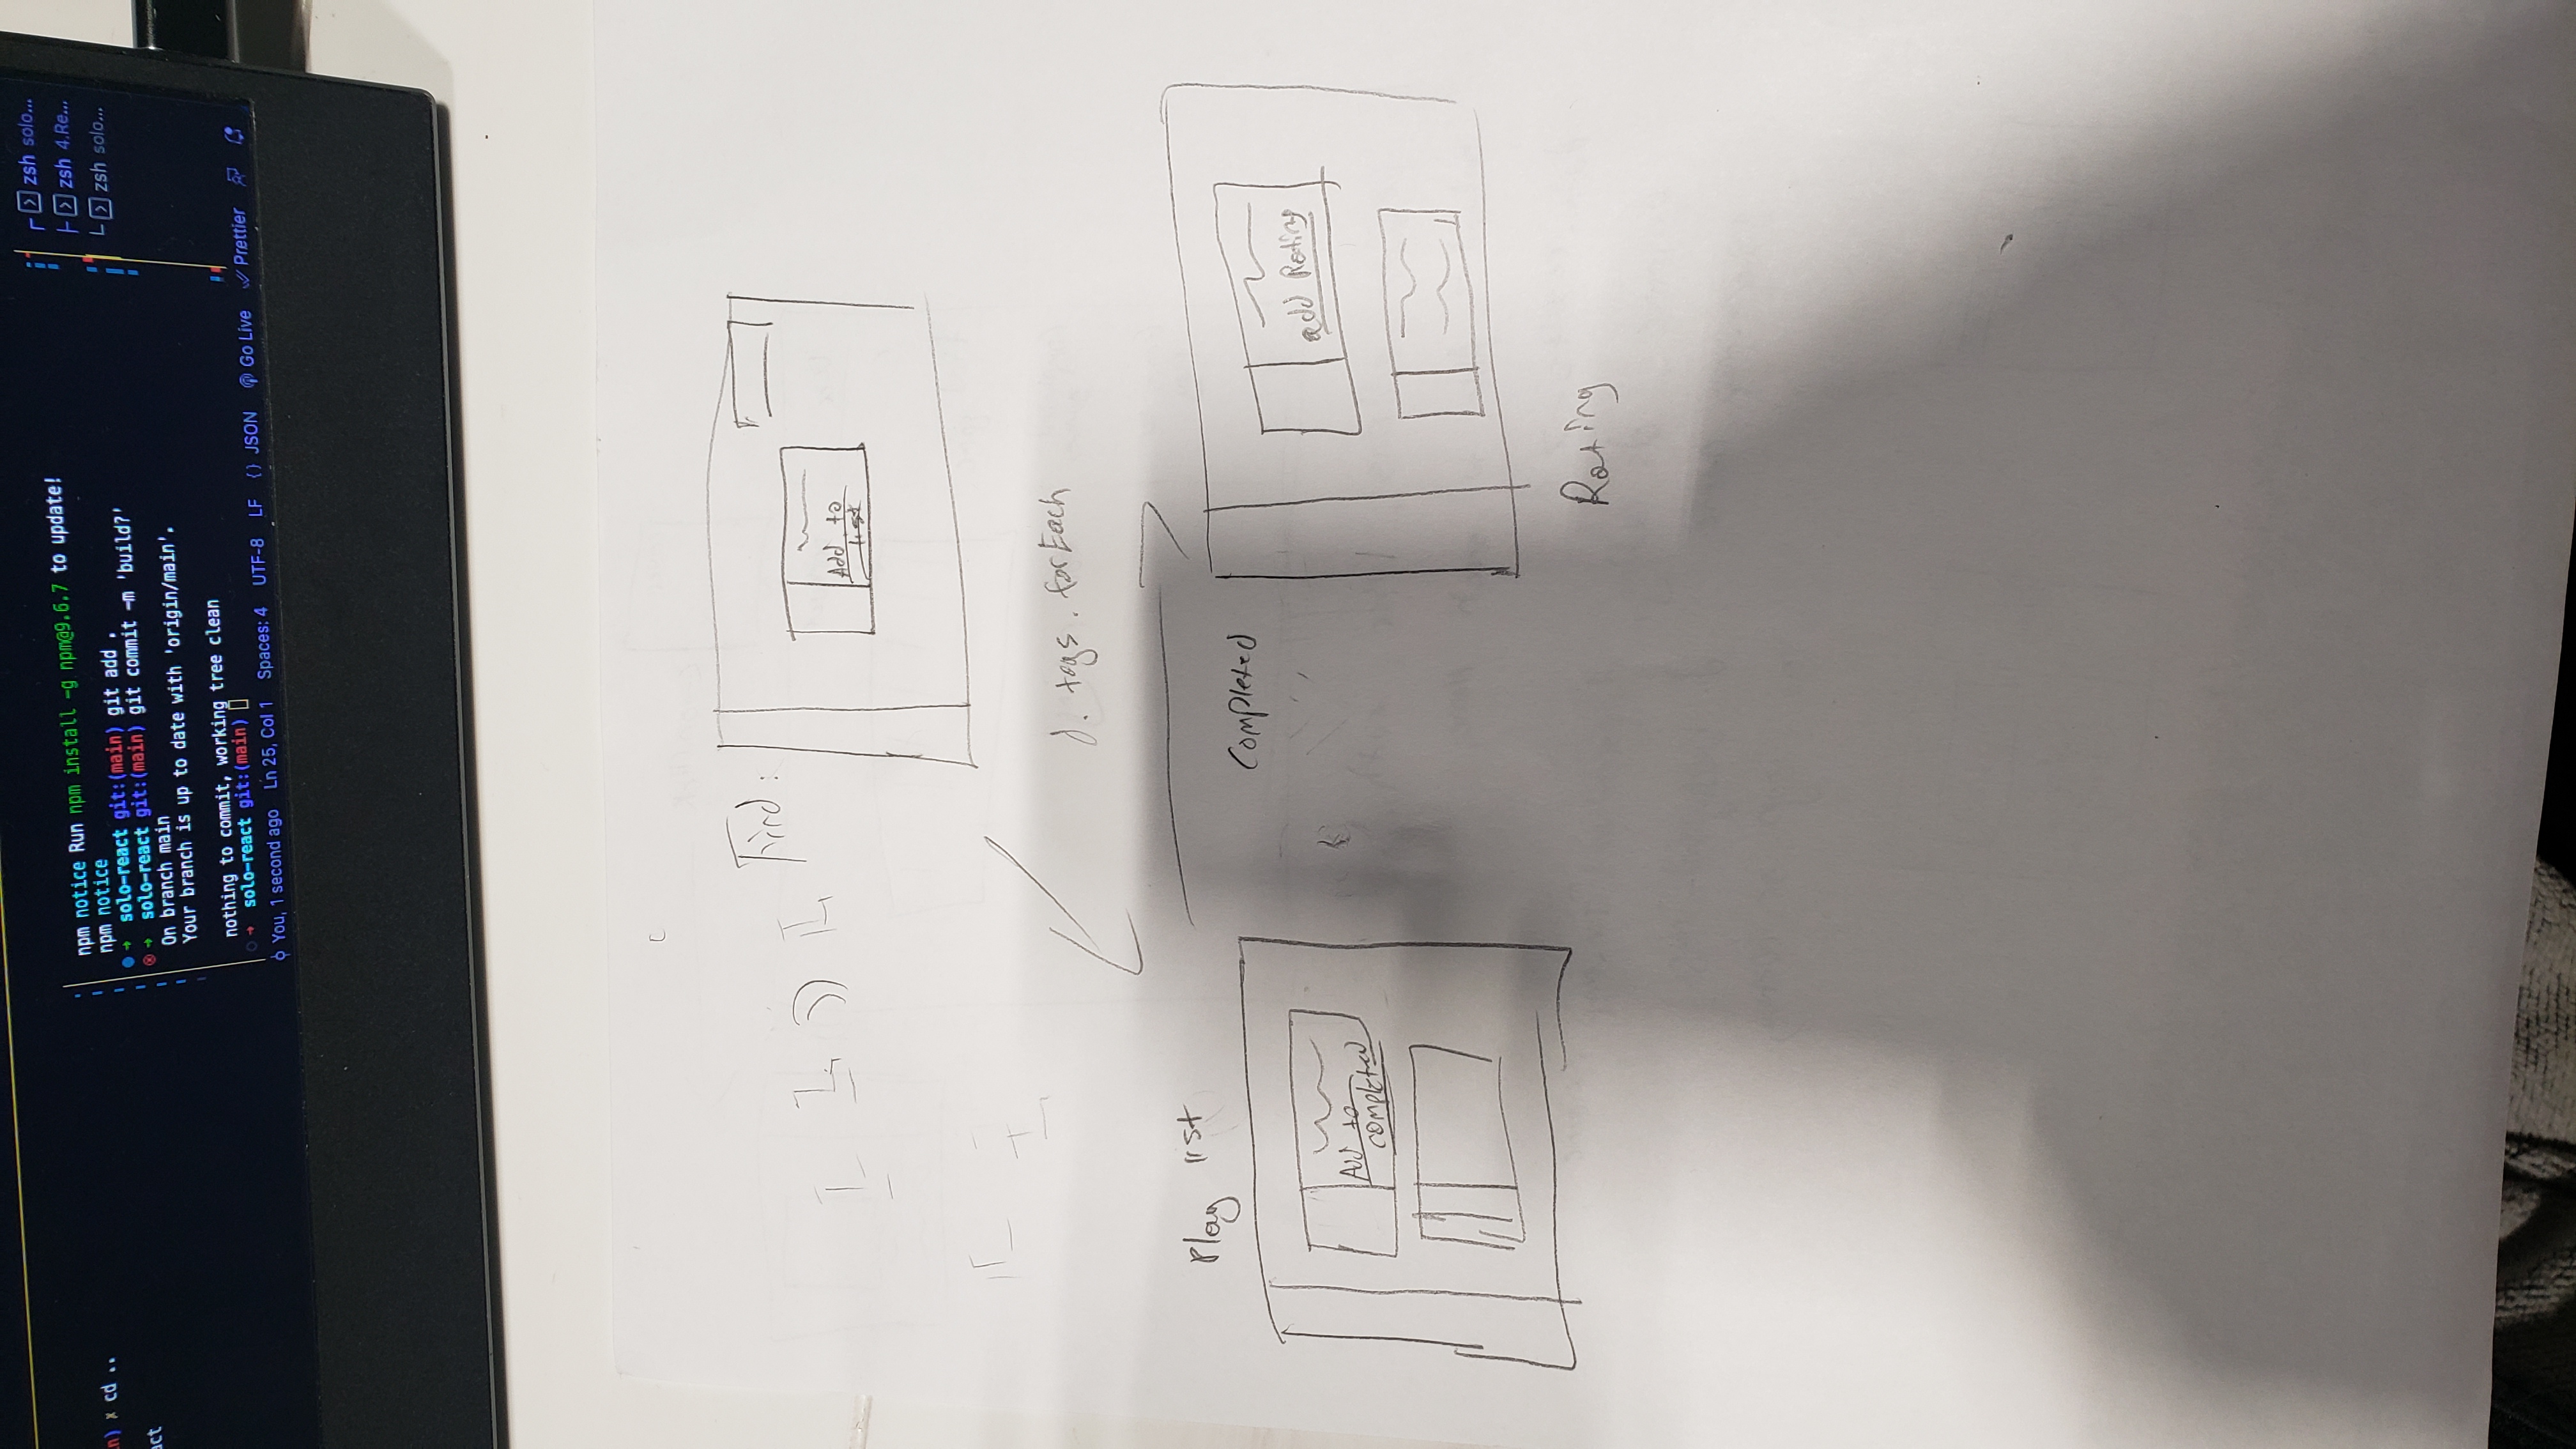 cd ..
npm notice Run npm install -g npm@9.6.7 to update!
npm notice
solo-react git:(main) git add .
solo-react git:(main) git commit -m 'build?'
On branch main
Your branch is up to date with 'origin/main'.
nothing to commit, working tree clean
solo-react git:(main)
You, 1 second ago Ln 25, Col 1 Spaces: 4 UTF-8 LF {} JSON Go Live Prettier
zsh solo...
zsh 4.Re...
zsh solo...
Find:
Add to
list
d. tags. forEach
Play list
Add to
completed
Completed
add Rating
Rating